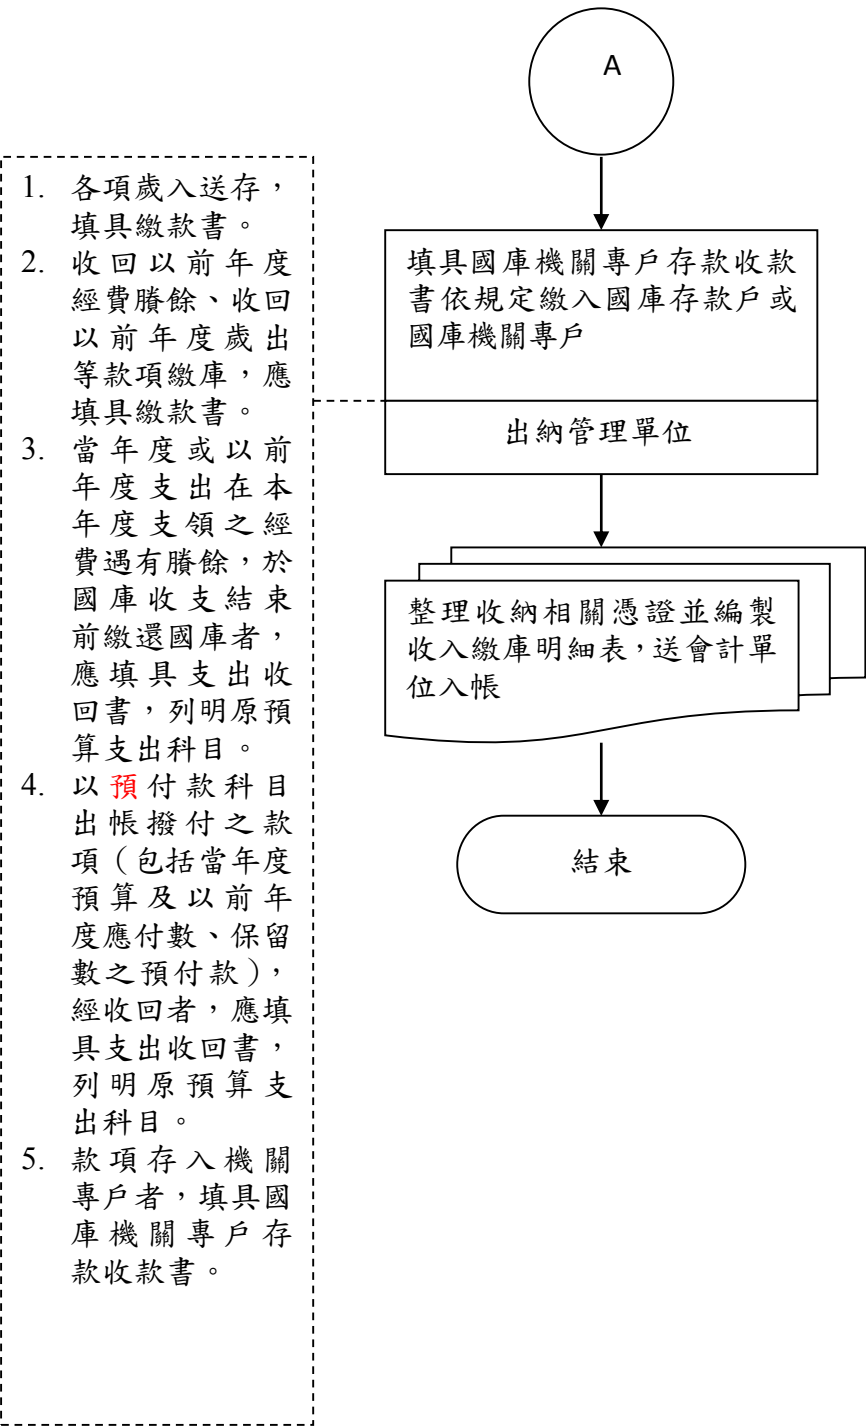 A
1. 各項歲入送存，
填具繳款書。
2. 收回以前年度
經費賸餘、收回
以前年度歲出
等款項繳庫，應
填具繳款書。
3. 當年度或以前
年度支出在本
年度支領之經
費遇有賸餘，於
國庫收支結束
前繳還國庫者，
應填具支出收
回書，列明原預
算支出科目。
4. 以預付款科目
出帳撥付之款
項（包括當年度
預算及以前年
度應付數、保留
數之預付款），
經收回者，應填
具支出收回書，
列明原預算支
出科目。
5. 款項存入機關
專戶者，填具國
庫機關專戶存
款收款書。
填具國庫機關專戶存款收款
書依規定繳入國庫存款戶或
國庫機關專戶
出納管理單位
整理收納相關憑證並編製
收入繳庫明細表，送會計單
位入帳
結束